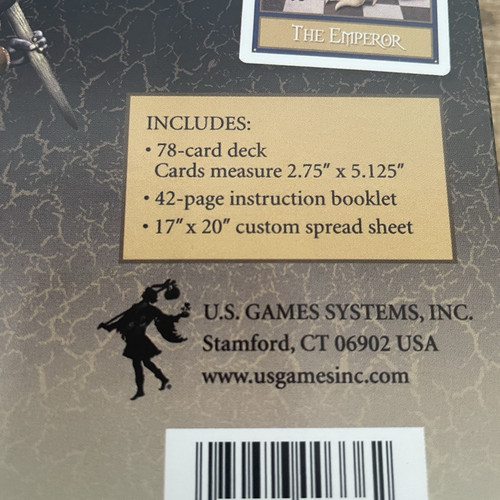 THE EMPEROR
INCLUDES:
• 78-card deck
Cards measure 2.75" x 5.125"
• 42-page instruction booklet
• 17" x 20" custom spread sheet
U.S. GAMES SYSTEMS, INC.
Stamford, CT 06902 USA
www.usgamesinc.com
®